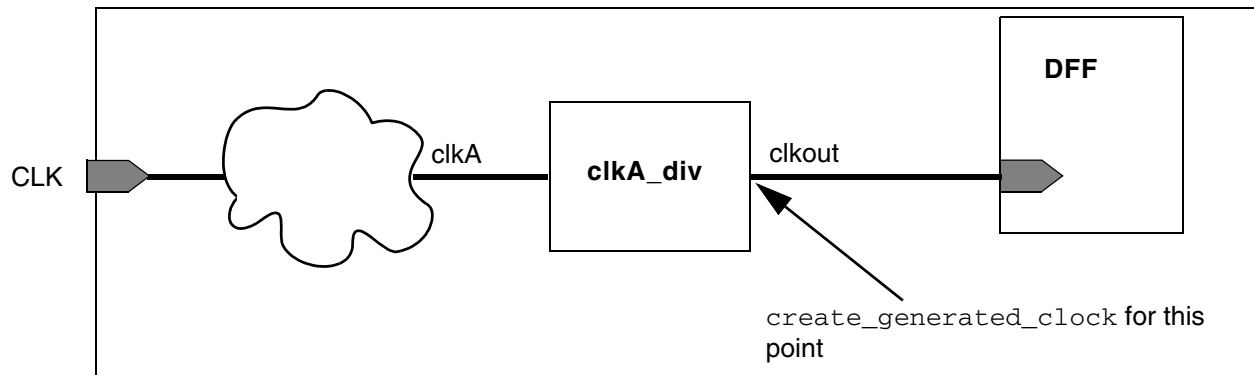 DFF
CLK
clkA
clkA_div
clkout
create_generated_clock for this
point